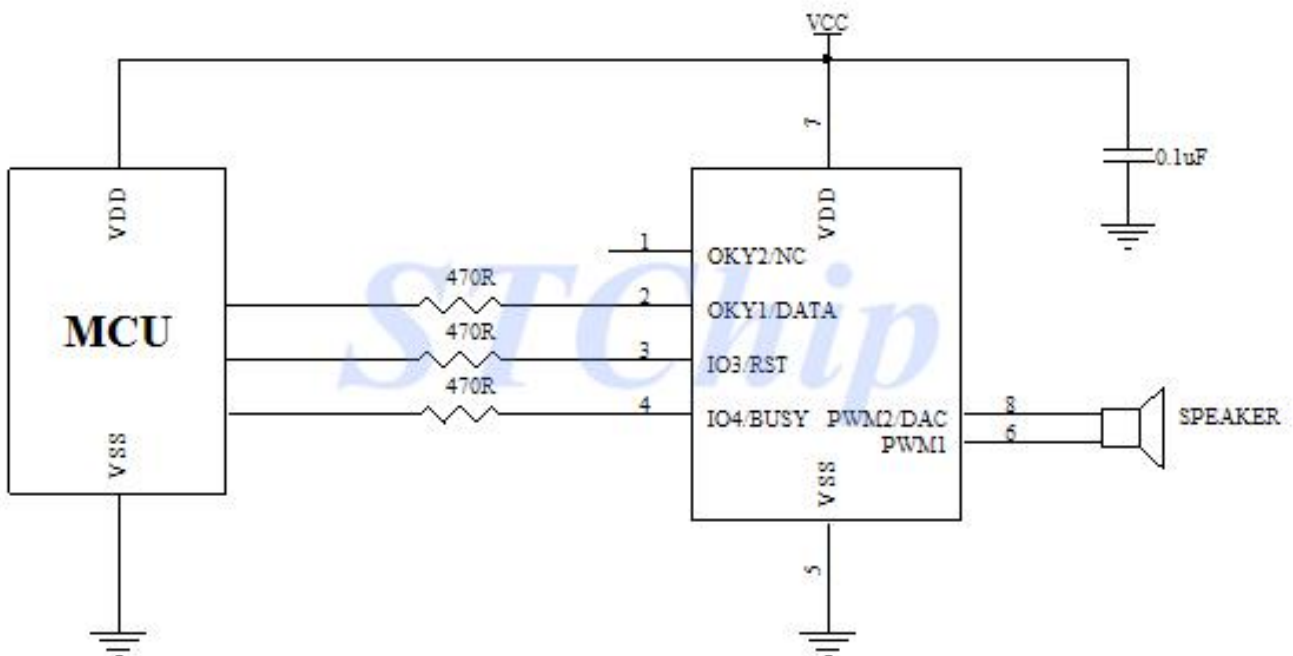 VCC
7
0.1uF
VDD
VDD
1
OKY2/NC
470R
2
OKY1/DATA
MCU
470R
3
IO3/RST
470R
4
IO4/BUSY
PWM2/DAC
8
SPEAKER
PWM1
6
VSS
VSS
5
STChip